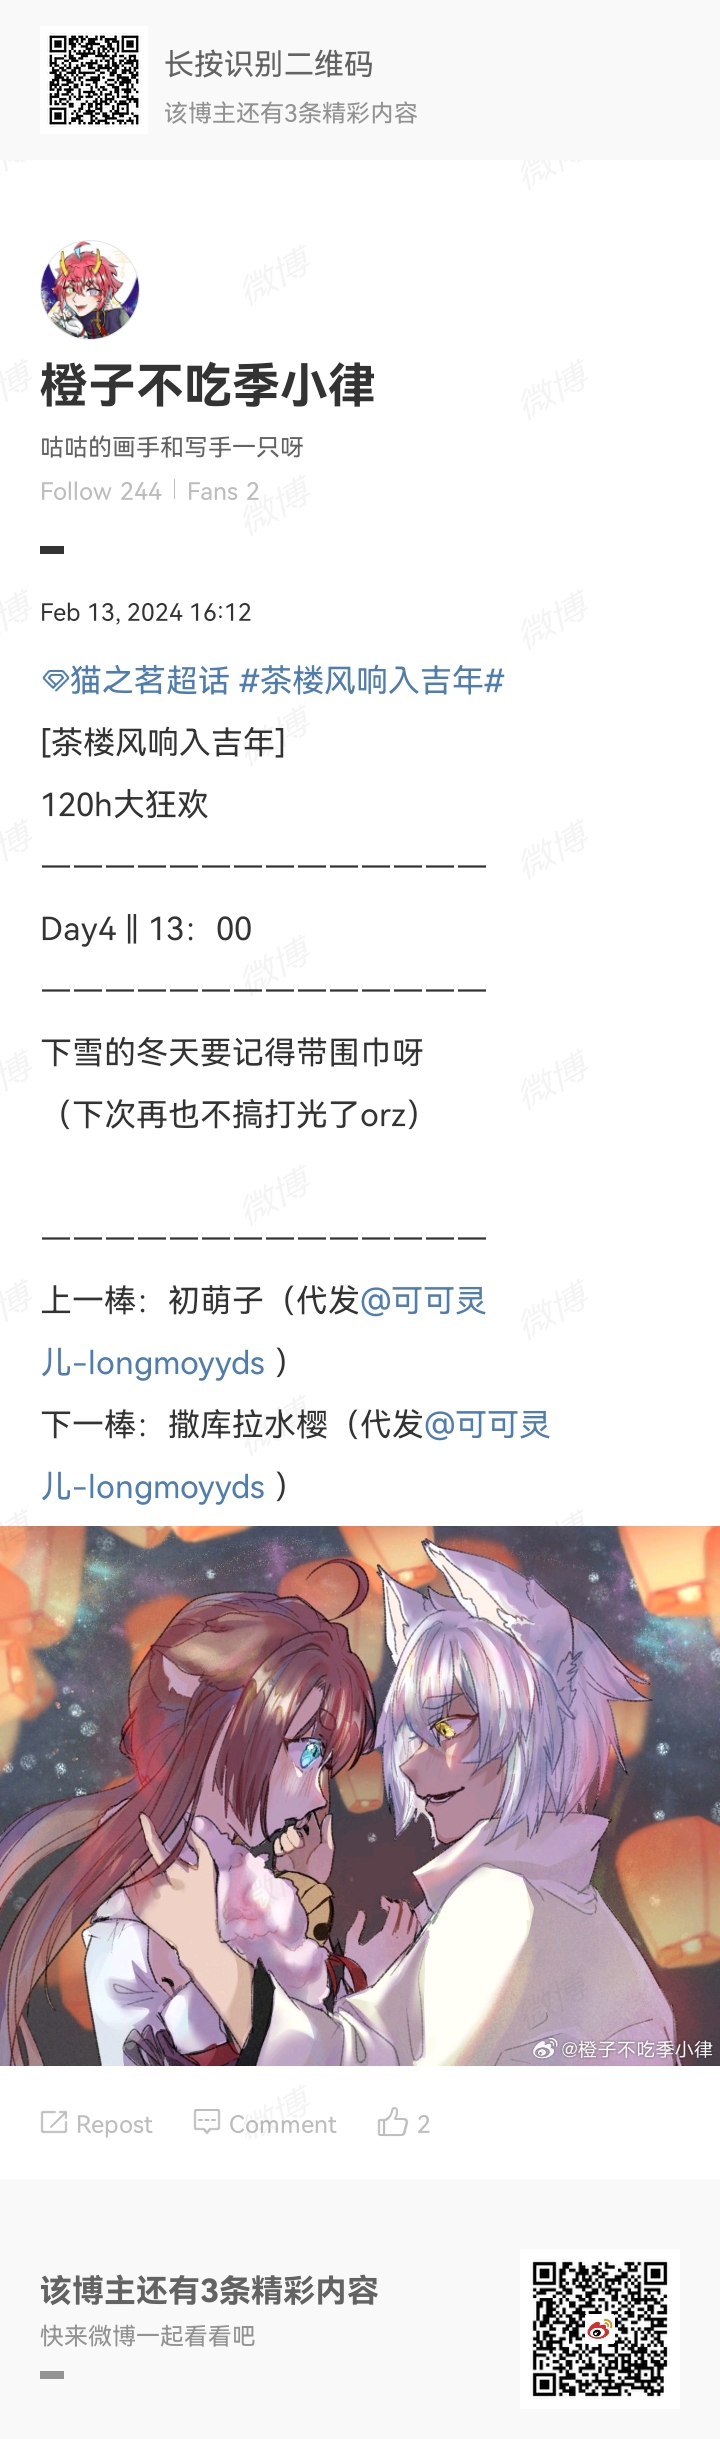 长按识别二维码
该博主还有3条精彩内容
橙子不吃季小律
咕咕的画手和写手一只呀
Follow 244 | Fans 2
Feb 13, 2024 16:12
猫之茗超话 #茶楼风响入吉年#
[茶楼风响入吉年]
120h大狂欢
——————————————
Day4 ‖ 13：00
——————————————
下雪的冬天要记得带围巾呀
（下次再也不搞打光了orz）
——————————————
上一棒：初萌子（代发@可可灵
儿-longmoyyds ）
下一棒：撒库拉水樱（代发@可可灵
儿-longmoyyds ）
@橙子不吃季小律
Repost Comment 2
该博主还有3条精彩内容
快来微博一起看看吧
微博